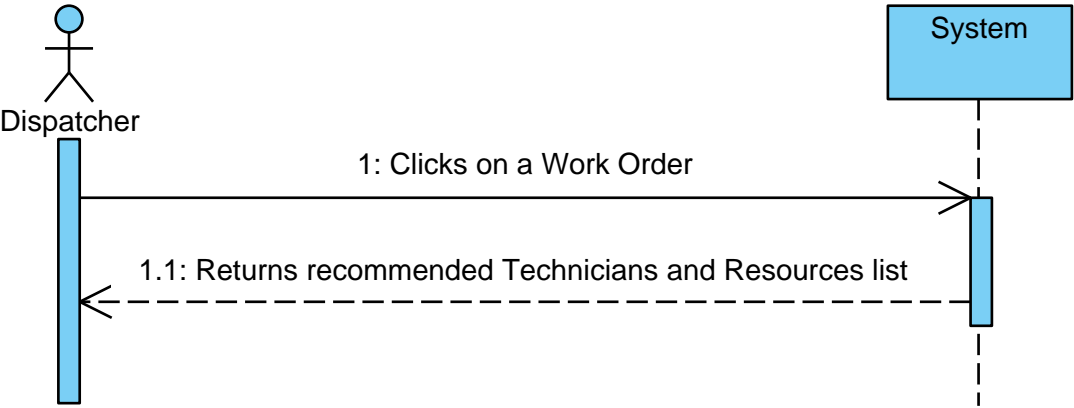 System
Dispatcher
1: Clicks on a Work Order
1.1: Returns recommended Technicians and Resources list